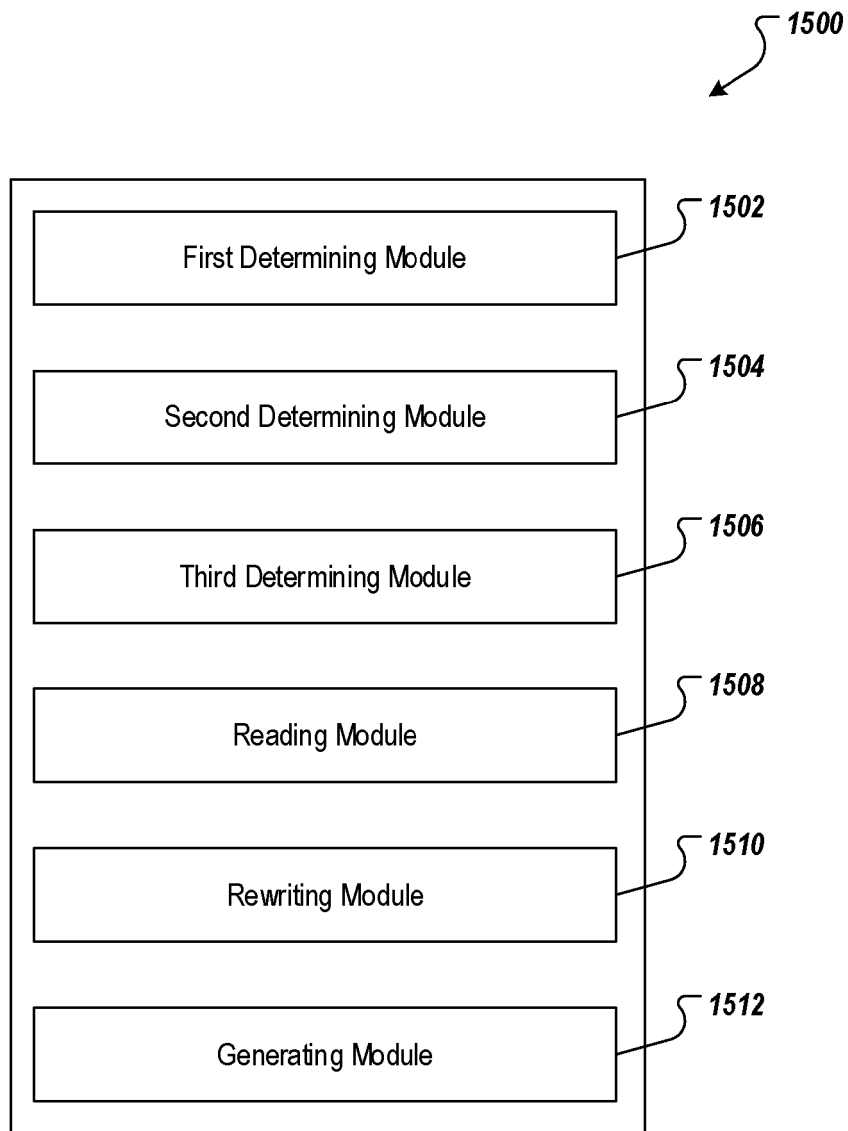 1500
First Determining Module
1502
Second Determining Module
1504
Third Determining Module
1506
Reading Module
1508
Rewriting Module
1510
Generating Module
1512